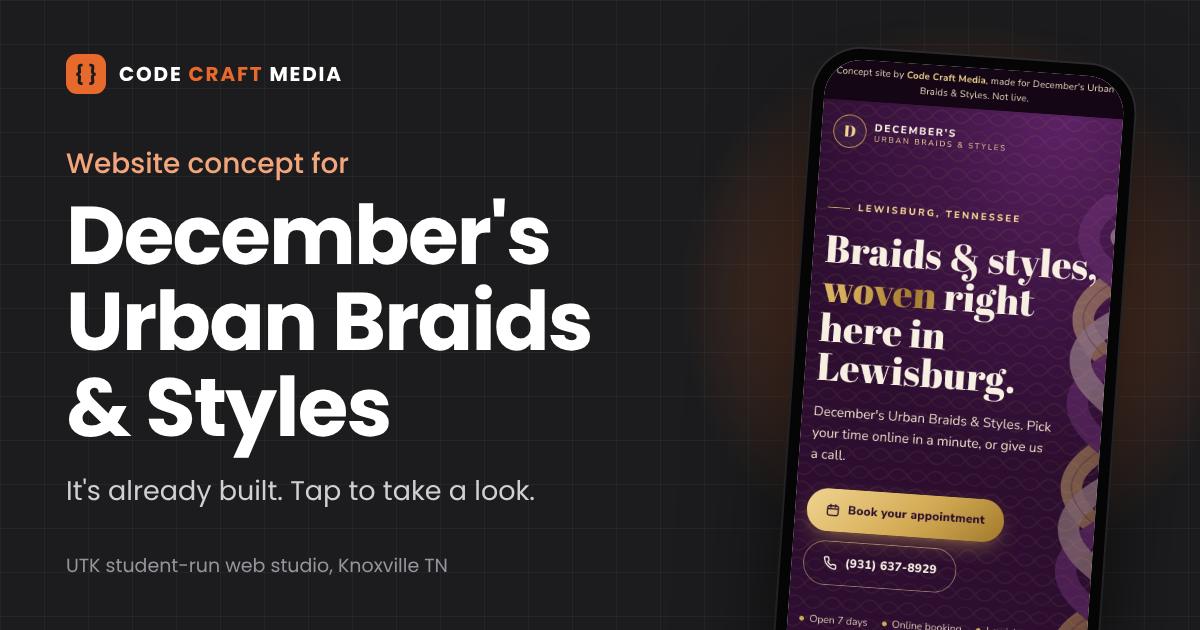 { } CODE CRAFT MEDIA
Website concept for
December's
Urban Braids
& Styles
It's already built. Tap to take a look.
UTK student-run web studio, Knoxville TN
Concept site by Code Craft Media, made for December's Urban
Braids & Styles. Not live.
D
DECEMBER'S
URBAN BRAIDS & STYLES
LEWISBURG, TENNESSEE
Braids & styles,
woven right
here in
Lewisburg.
December's Urban Braids & Styles. Pick
your time online in a minute, or give us
a call.
Book your appointment
(931) 637-8929
Open 7 days
Online booking